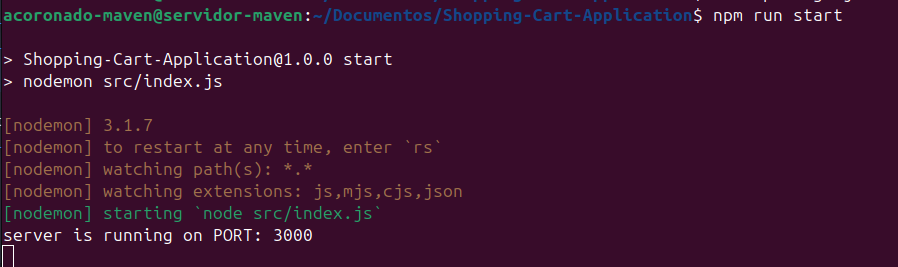 acoronado-maven@servidor-maven:~/Documentos/Shopping-Cart-Application$ npm run start
> Shopping-Cart-Application@1.0.0 start
> nodemon src/index.js
[nodemon] 3.1.7
[nodemon] to restart at any time, enter `rs`
[nodemon] watching path(s): *.*
[nodemon] watching extensions: js,mjs,cjs,json
[nodemon] starting `node src/index.js`
server is running on PORT: 3000